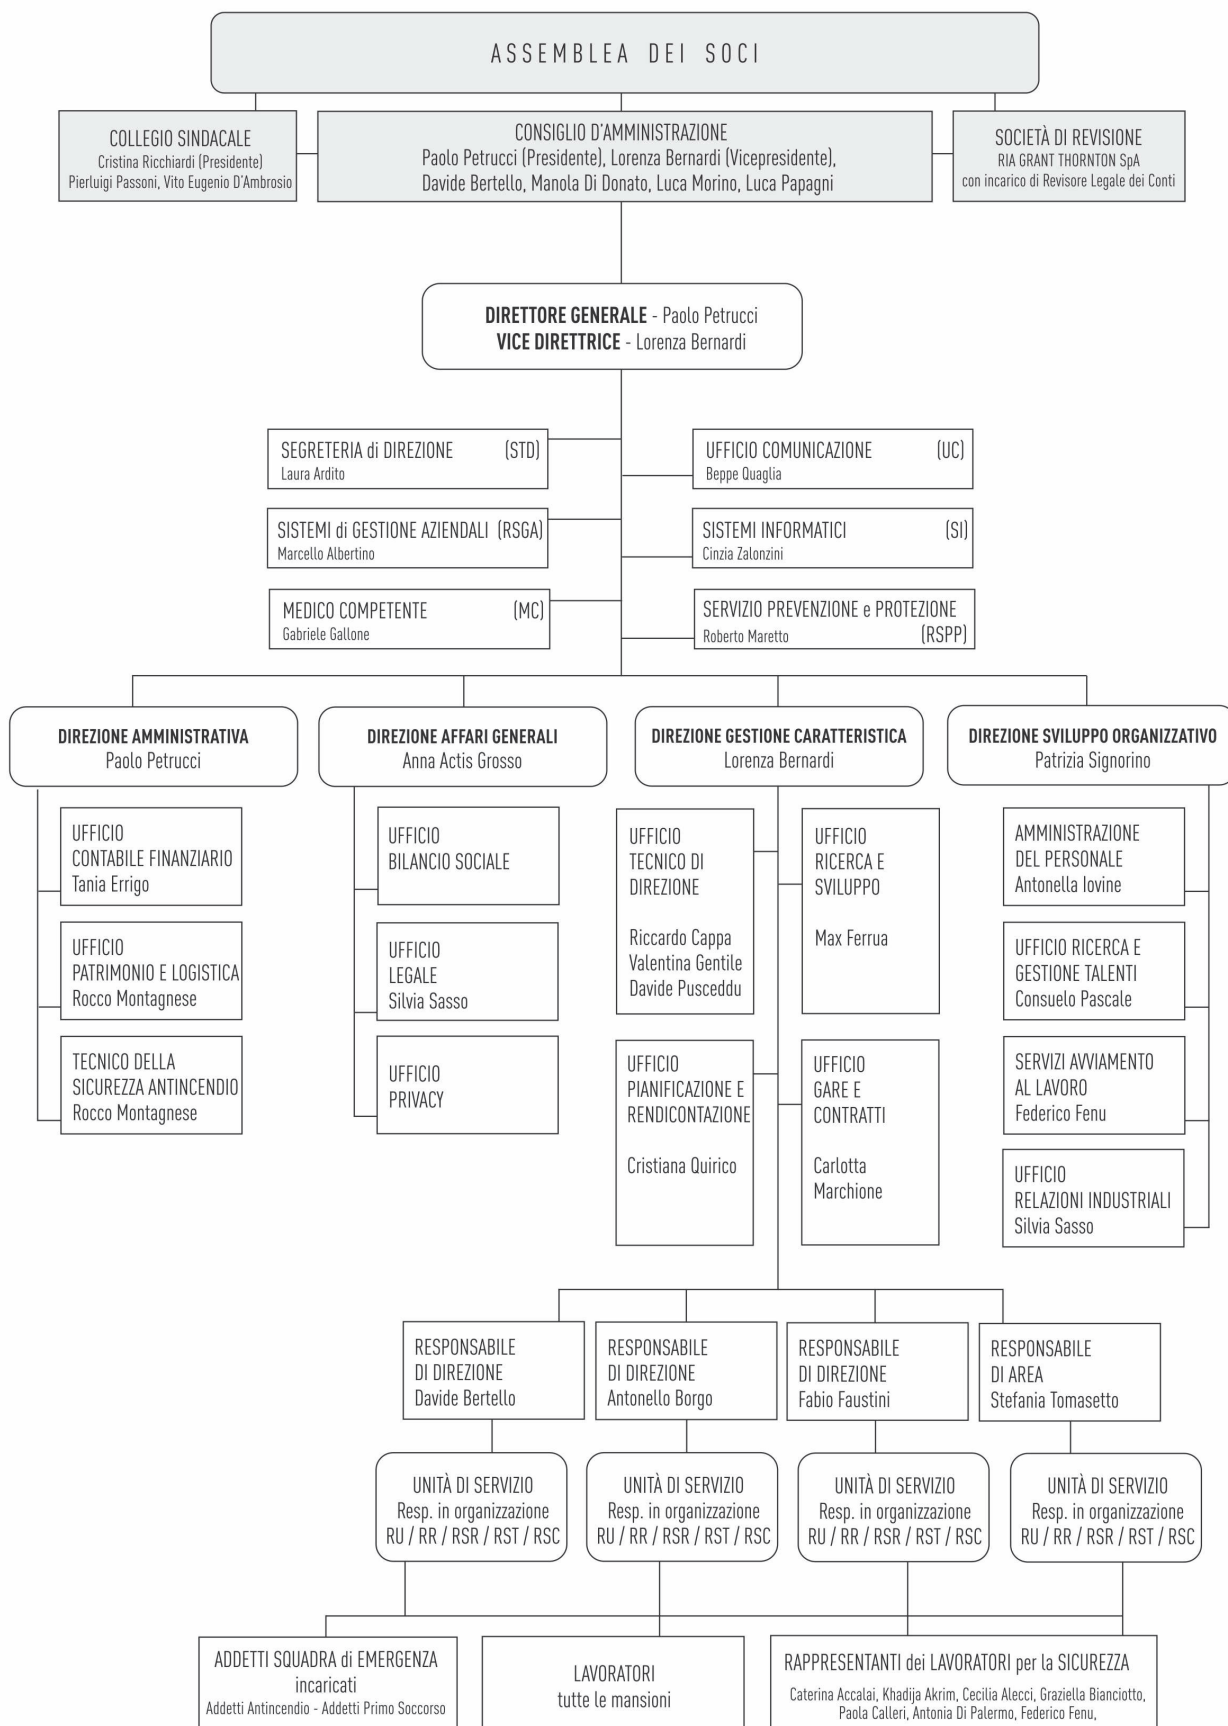 ASSEMBLEA DEI SOCI
COLLEGIO SINDACALE
Cristina Ricchiardi (Presidente)
Pierluigi Passoni, Vito Eugenio D'Ambrosio
CONSIGLIO D'AMMINISTRAZIONE
Paolo Petrucci (Presidente), Lorenza Bernardi (Vicepresidente),
Davide Bertello, Manola Di Donato, Luca Morino, Luca Papagni
SOCIETÀ DI REVISIONE
RIA GRANT THORNTON SpA
con incarico di Revisore Legale dei Conti
DIRETTORE GENERALE - Paolo Petrucci
VICE DIRETTRICE - Lorenza Bernardi
SEGRETERIA di DIREZIONE (STD)
Laura Ardito
UFFICIO COMUNICAZIONE (UC)
Beppe Quaglia
SISTEMI di GESTIONE AZIENDALI (RSGA)
Marcello Albertino
SISTEMI INFORMATICI (SI)
Cinzia Zalonzini
MEDICO COMPETENTE (MC)
Gabriele Gallone
SERVIZIO PREVENZIONE e PROTEZIONE
Roberto Maretto (RSPP)
DIREZIONE AMMINISTRATIVA
Paolo Petrucci
DIREZIONE AFFARI GENERALI
Anna Actis Grosso
DIREZIONE GESTIONE CARATTERISTICA
Lorenza Bernardi
DIREZIONE SVILUPPO ORGANIZZATIVO
Patrizia Signorino
UFFICIO
CONTABILE FINANZIARIO
Tania Errigo
UFFICIO
PATRIMONIO E LOGISTICA
Rocco Montagnese
TECNICO DELLA
SICUREZZA ANTINCENDIO
Rocco Montagnese
UFFICIO
BILANCIO SOCIALE
UFFICIO
LEGALE
Silvia Sasso
UFFICIO
PRIVACY
UFFICIO
TECNICO DI
DIREZIONE
Riccardo Cappa
Valentina Gentile
Davide Pusceddu
UFFICIO
RICERCA E
SVILUPPO
Max Ferrua
UFFICIO
PIANIFICAZIONE E
RENDICONTAZIONE
Cristiana Quirico
UFFICIO
GARE E
CONTRATTI
Carlotta
Marchione
AMMINISTRAZIONE
DEL PERSONALE
Antonella Iovine
UFFICIO RICERCA E
GESTIONE TALENTI
Consuelo Pascale
SERVIZI AVVIAMENTO
AL LAVORO
Federico Fenu
UFFICIO
RELAZIONI INDUSTRIALI
Silvia Sasso
RESPONSABILE
DI DIREZIONE
Davide Bertello
RESPONSABILE
DI DIREZIONE
Antonello Borgo
RESPONSABILE
DI DIREZIONE
Fabio Faustini
RESPONSABILE
DI AREA
Stefania Tomasetto
UNITÀ DI SERVIZIO
Resp. in organizzazione
RU / RR / RSR / RST / RSC
UNITÀ DI SERVIZIO
Resp. in organizzazione
RU / RR / RSR / RST / RSC
UNITÀ DI SERVIZIO
Resp. in organizzazione
RU / RR / RSR / RST / RSC
UNITÀ DI SERVIZIO
Resp. in organizzazione
RU / RR / RSR / RST / RSC
ADDETTI SQUADRA di EMERGENZA
incaricati
Addetti Antincendio - Addetti Primo Soccorso
LAVORATORI
tutte le mansioni
RAPPRESENTANTI dei LAVORATORI per la SICUREZZA
Caterina Accalai, Khadija Akrim, Cecilia Alecci, Graziella Bianciotto,
Paola Calleri, Antonia Di Palermo, Federico Fenu,